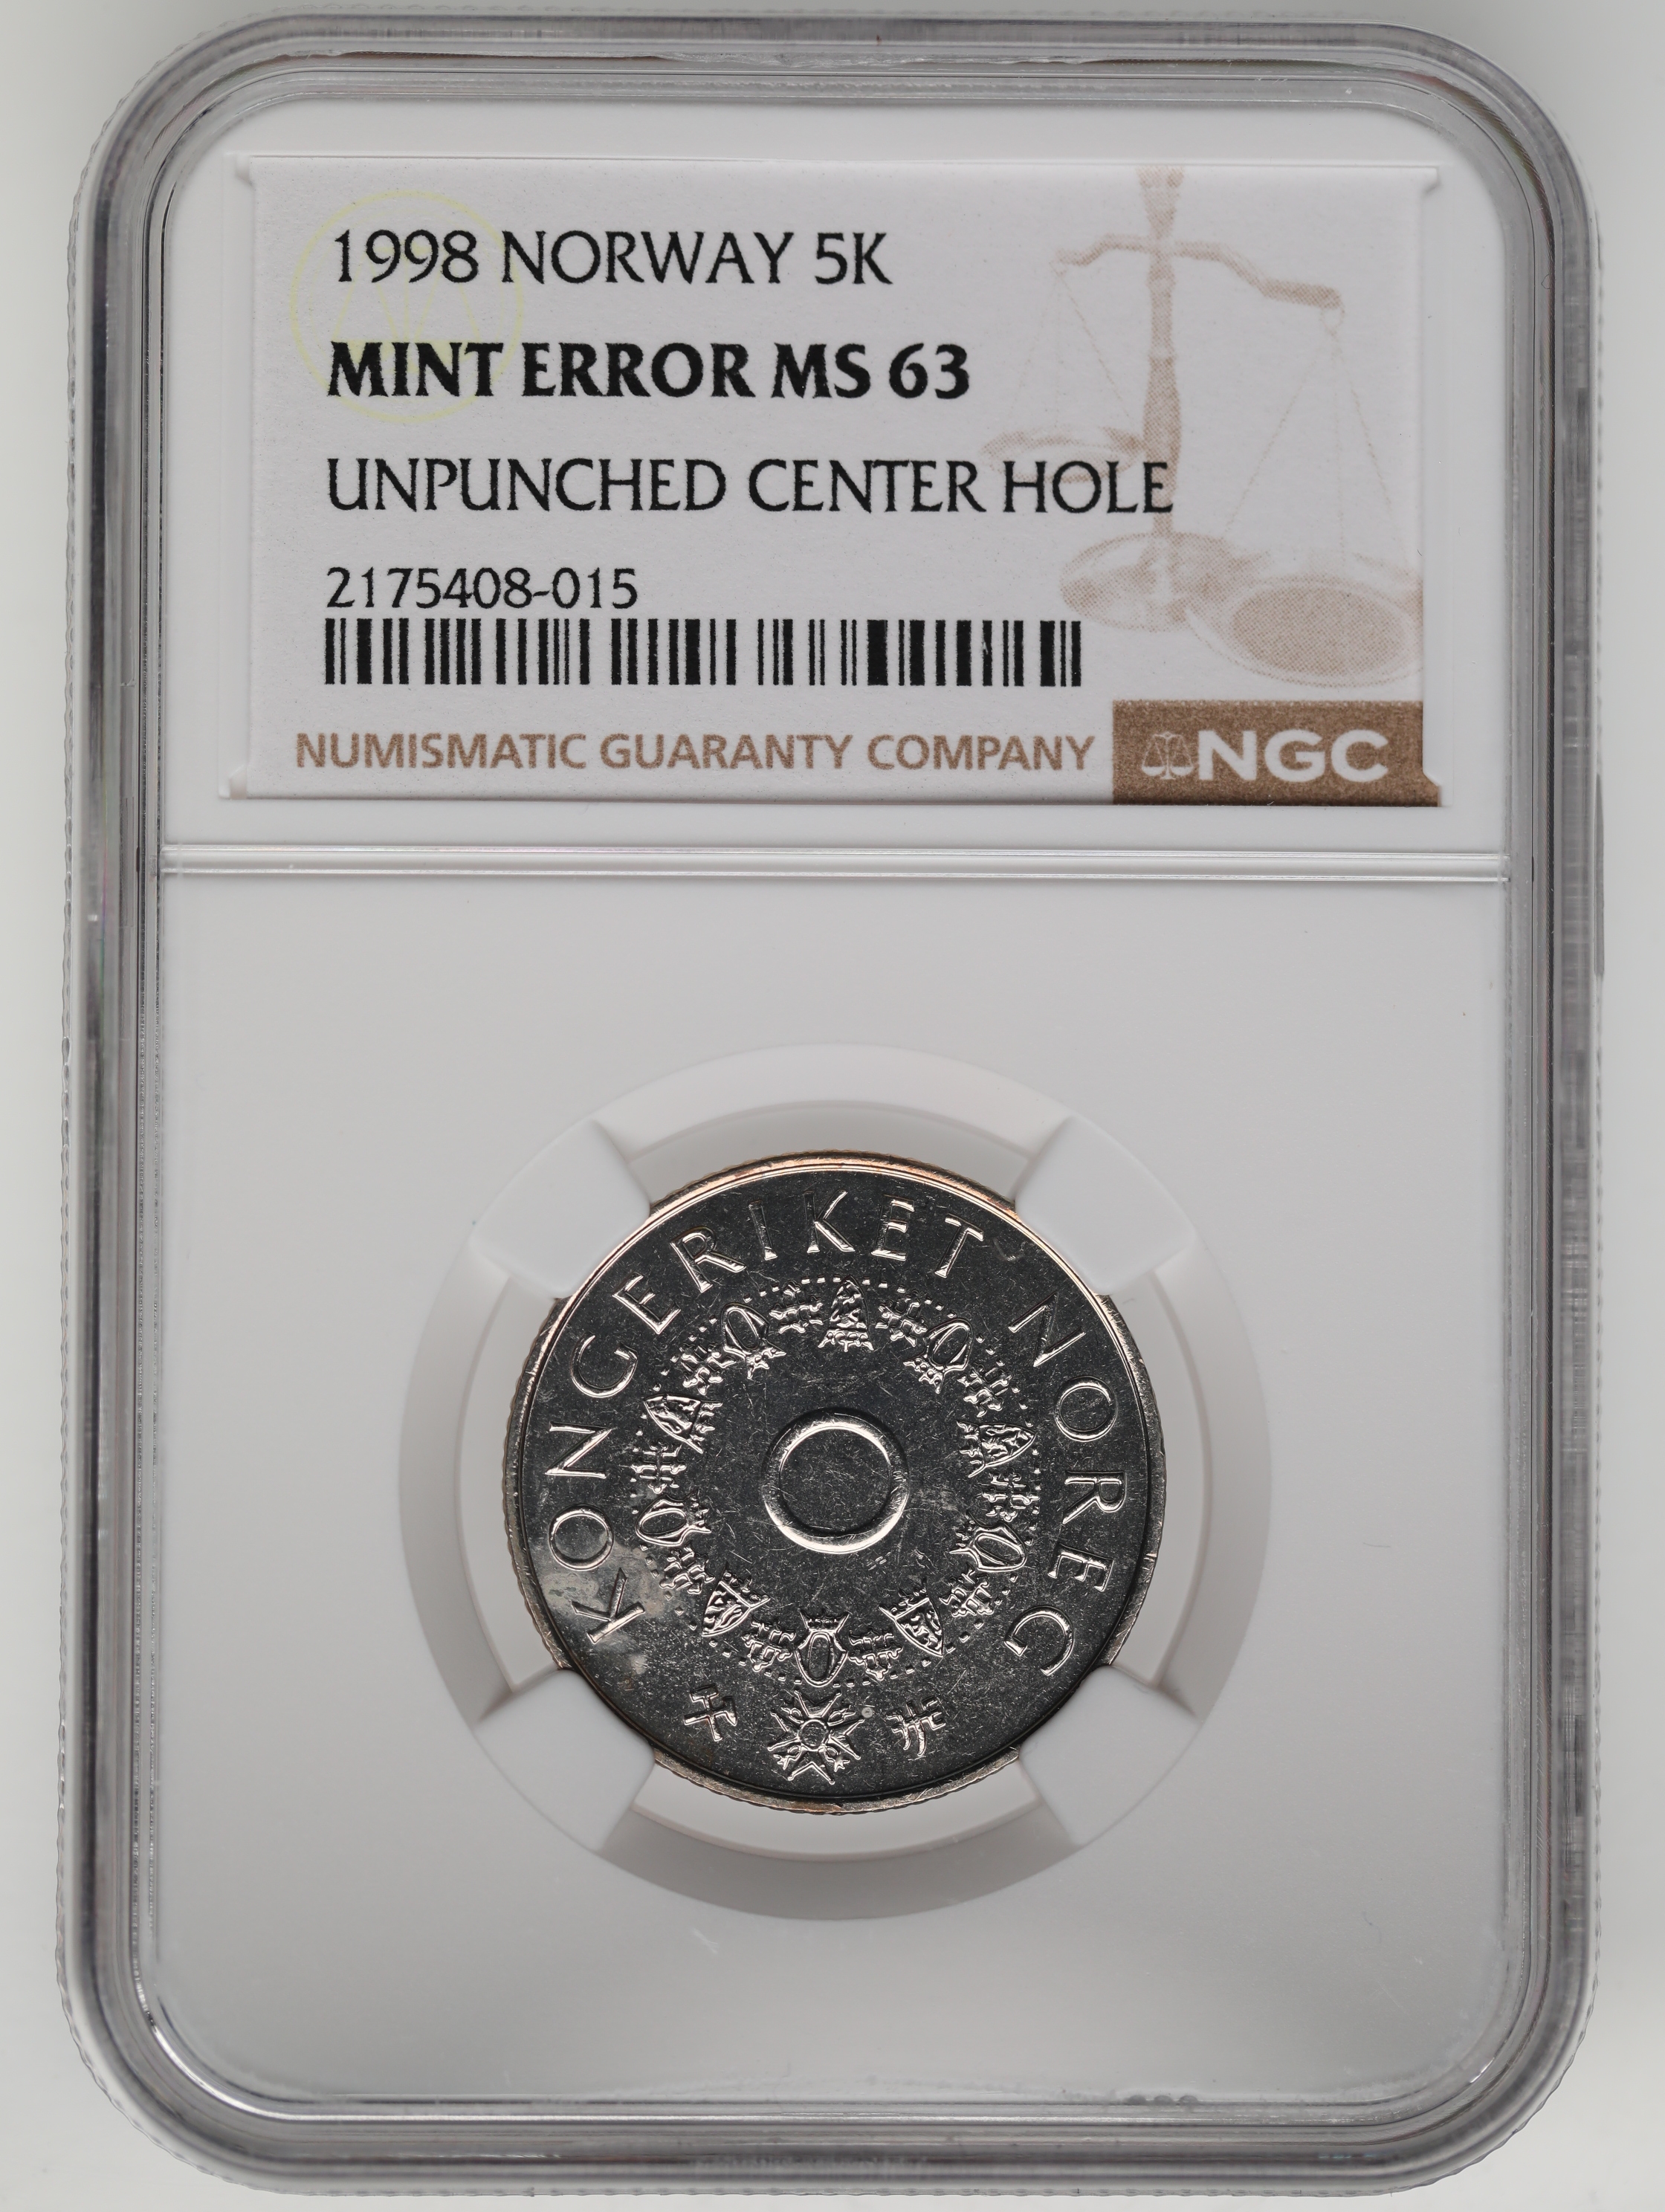 1998 NORWAY 5K
MINT ERROR MS 63
UNPUNCHED CENTER HOLE
2175408-015
NUMISMATIC GUARANTY COMPANY
NGC
KONGERIKET NOREG